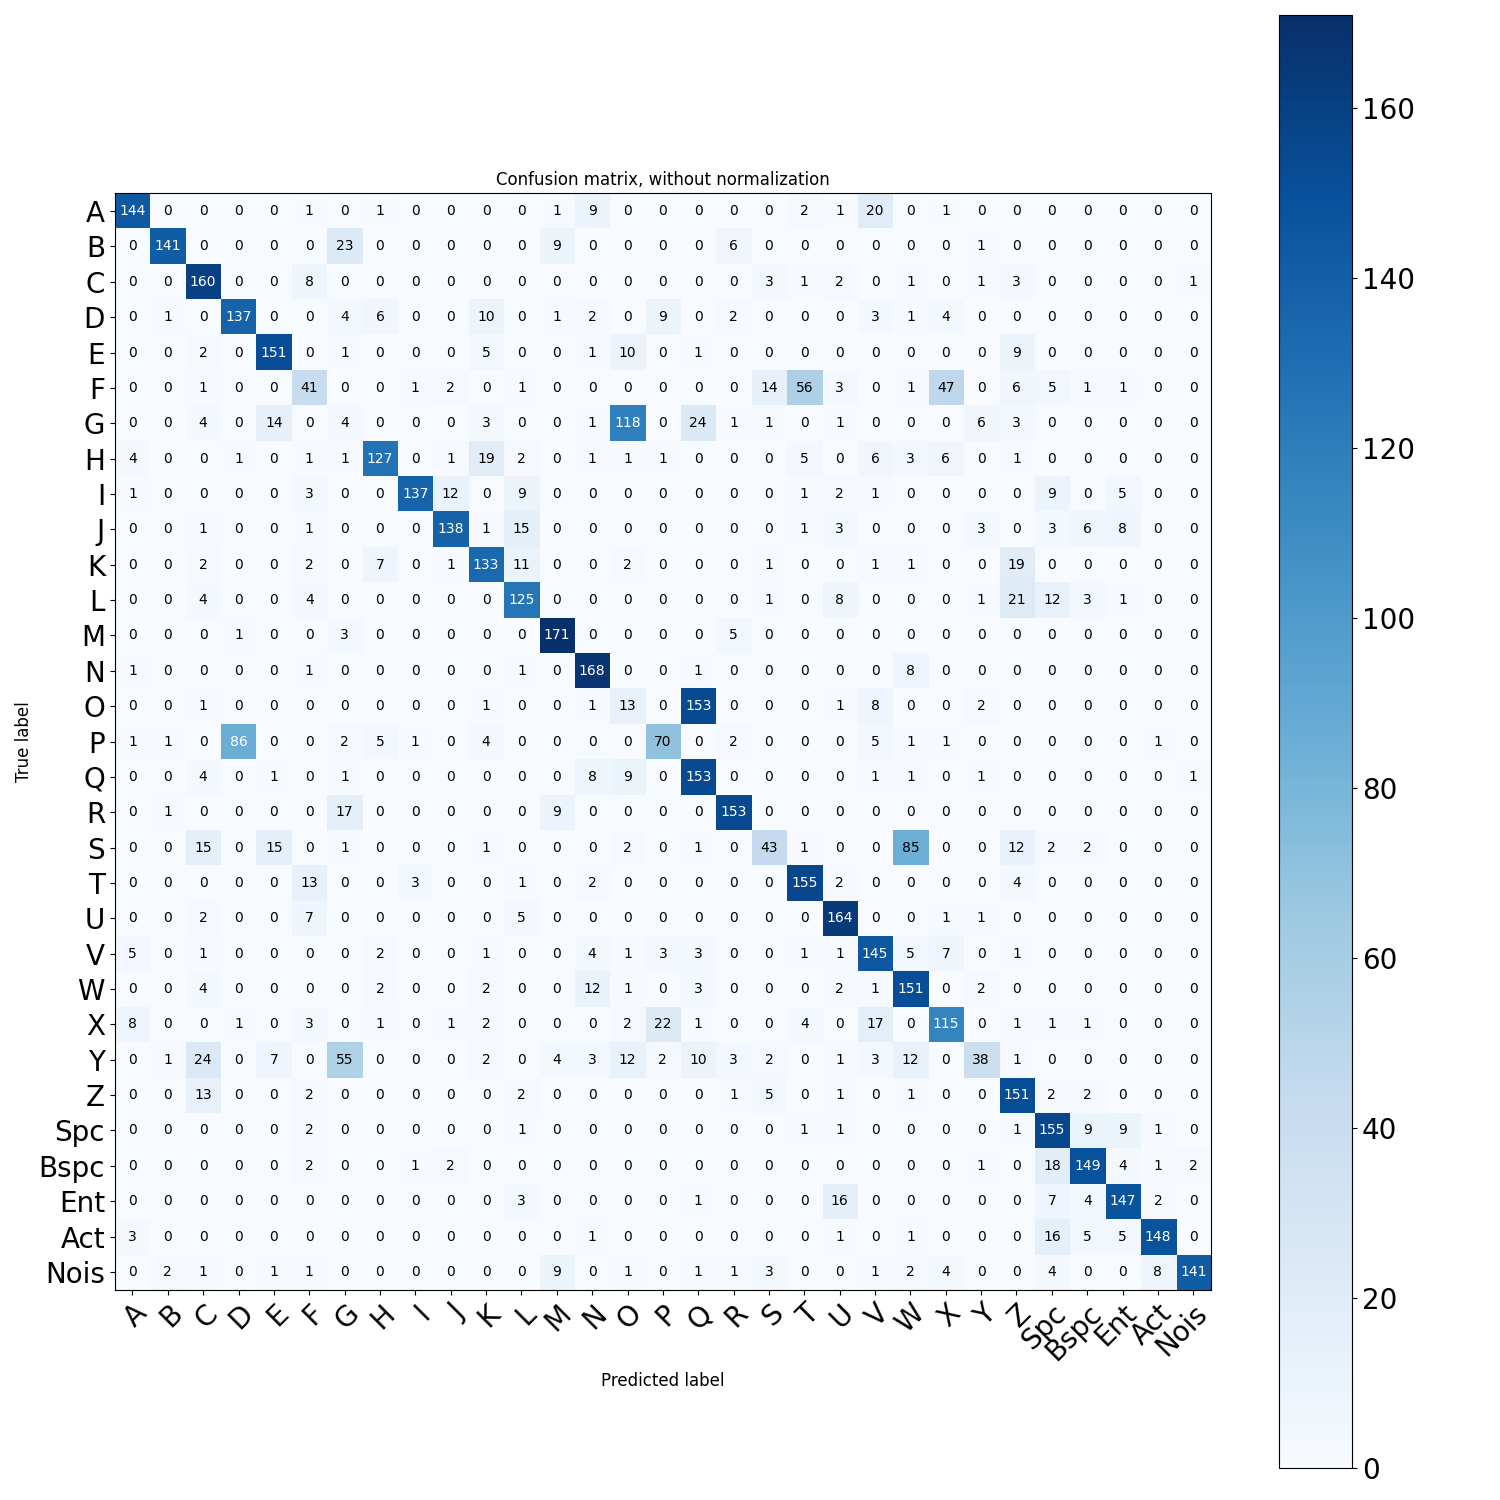 Confusion matrix, without normalization
A 144 0 0 0 0 1 0 1 0 0 0 0 1 9 0 0 0 0 0 2 1 20 0 1 0 0 0 0 0 0 0
B 0 141 0 0 0 0 23 0 0 0 0 0 9 0 0 0 0 6 0 0 0 0 0 0 1 0 0 0 0 0 0
C 0 0 160 0 0 8 0 0 0 0 0 0 0 0 0 0 0 0 3 1 2 0 1 0 1 3 0 0 0 0 1
D 0 1 0 137 0 0 4 6 0 0 10 0 1 2 0 9 0 2 0 0 0 3 1 4 0 0 0 0 0 0 0
E 0 0 2 0 151 0 1 0 0 0 5 0 0 1 10 0 1 0 0 0 0 0 0 0 0 9 0 0 0 0 0
F 0 0 1 0 0 41 0 0 1 2 0 1 0 0 0 0 0 0 14 56 3 0 1 47 0 6 5 1 1 0 0
G 0 0 4 0 14 0 4 0 0 0 3 0 0 1 118 0 24 1 1 0 1 0 0 0 6 3 0 0 0 0 0
H 4 0 0 1 0 1 1 127 0 1 19 2 0 1 1 1 0 0 0 5 0 6 3 6 0 1 0 0 0 0 0
I 1 0 0 0 0 3 0 0 137 12 0 9 0 0 0 0 0 0 0 1 2 1 0 0 0 0 9 0 5 0 0
J 0 0 1 0 0 1 0 0 0 138 1 15 0 0 0 0 0 0 0 1 3 0 0 0 3 0 3 6 8 0 0
K 0 0 2 0 0 2 0 7 0 1 133 11 0 0 2 0 0 0 1 0 0 1 1 0 0 19 0 0 0 0 0
L 0 0 4 0 0 4 0 0 0 0 0 125 0 0 0 0 0 0 1 0 8 0 0 0 1 21 12 3 1 0 0
M 0 0 0 1 0 0 3 0 0 0 0 0 171 0 0 0 0 5 0 0 0 0 0 0 0 0 0 0 0 0 0
N 1 0 0 0 0 1 0 0 0 0 0 1 0 168 0 0 1 0 0 0 0 0 8 0 0 0 0 0 0 0 0
O 0 0 1 0 0 0 0 0 0 0 1 0 0 1 13 0 153 0 0 0 1 8 0 0 2 0 0 0 0 0 0
P 1 1 0 86 0 0 2 5 1 0 4 0 0 0 0 70 0 2 0 0 0 5 1 1 0 0 0 0 0 1 0
Q 0 0 4 0 1 0 1 0 0 0 0 0 0 8 9 0 153 0 0 0 0 1 1 0 1 0 0 0 0 0 1
R 0 1 0 0 0 0 17 0 0 0 0 0 9 0 0 0 0 153 0 0 0 0 0 0 0 0 0 0 0 0 0
S 0 0 15 0 15 0 1 0 0 0 1 0 0 0 2 0 1 0 43 1 0 0 85 0 0 12 2 2 0 0 0
T 0 0 0 0 0 13 0 0 3 0 0 1 0 2 0 0 0 0 0 155 2 0 0 0 0 4 0 0 0 0 0
U 0 0 2 0 0 7 0 0 0 0 0 5 0 0 0 0 0 0 0 0 164 0 0 1 1 0 0 0 0 0 0
V 5 0 1 0 0 0 0 2 0 0 1 0 0 4 1 3 3 0 0 1 1 145 5 7 0 1 0 0 0 0 0
W 0 0 4 0 0 0 0 2 0 0 2 0 0 12 1 0 3 0 0 0 2 1 151 0 2 0 0 0 0 0 0
X 8 0 0 1 0 3 0 1 0 1 2 0 0 0 2 22 1 0 0 4 0 17 0 115 0 1 1 1 0 0 0
Y 0 1 24 0 7 0 55 0 0 0 2 0 4 3 12 2 10 3 2 0 1 3 12 0 38 1 0 0 0 0 0
Z 0 0 13 0 0 2 0 0 0 0 0 2 0 0 0 0 0 1 5 0 1 0 1 0 0 151 2 2 0 0 0
Spc 0 0 0 0 0 2 0 0 0 0 0 1 0 0 0 0 0 0 0 1 1 0 0 0 0 1 155 9 9 1 0
Bspc 0 0 0 0 0 2 0 0 1 2 0 0 0 0 0 0 0 0 0 0 0 0 0 0 1 0 18 149 4 1 2
Ent 0 0 0 0 0 0 0 0 0 0 0 3 0 0 0 0 1 0 0 0 16 0 0 0 0 0 7 4 147 2 0
Act 3 0 0 0 0 0 0 0 0 0 0 0 0 1 0 0 0 0 0 0 1 0 1 0 0 0 16 5 5 148 0
Nois 0 2 1 0 1 1 0 0 0 0 0 0 9 0 1 0 1 1 3 0 0 1 2 4 0 0 4 0 0 8 141
A B C D E F G H I J K L M N O P Q R S T U V W X Y Z Spc Bspc Ent Act Nois
Predicted label
True label
160
140
120
100
80
60
40
20
0